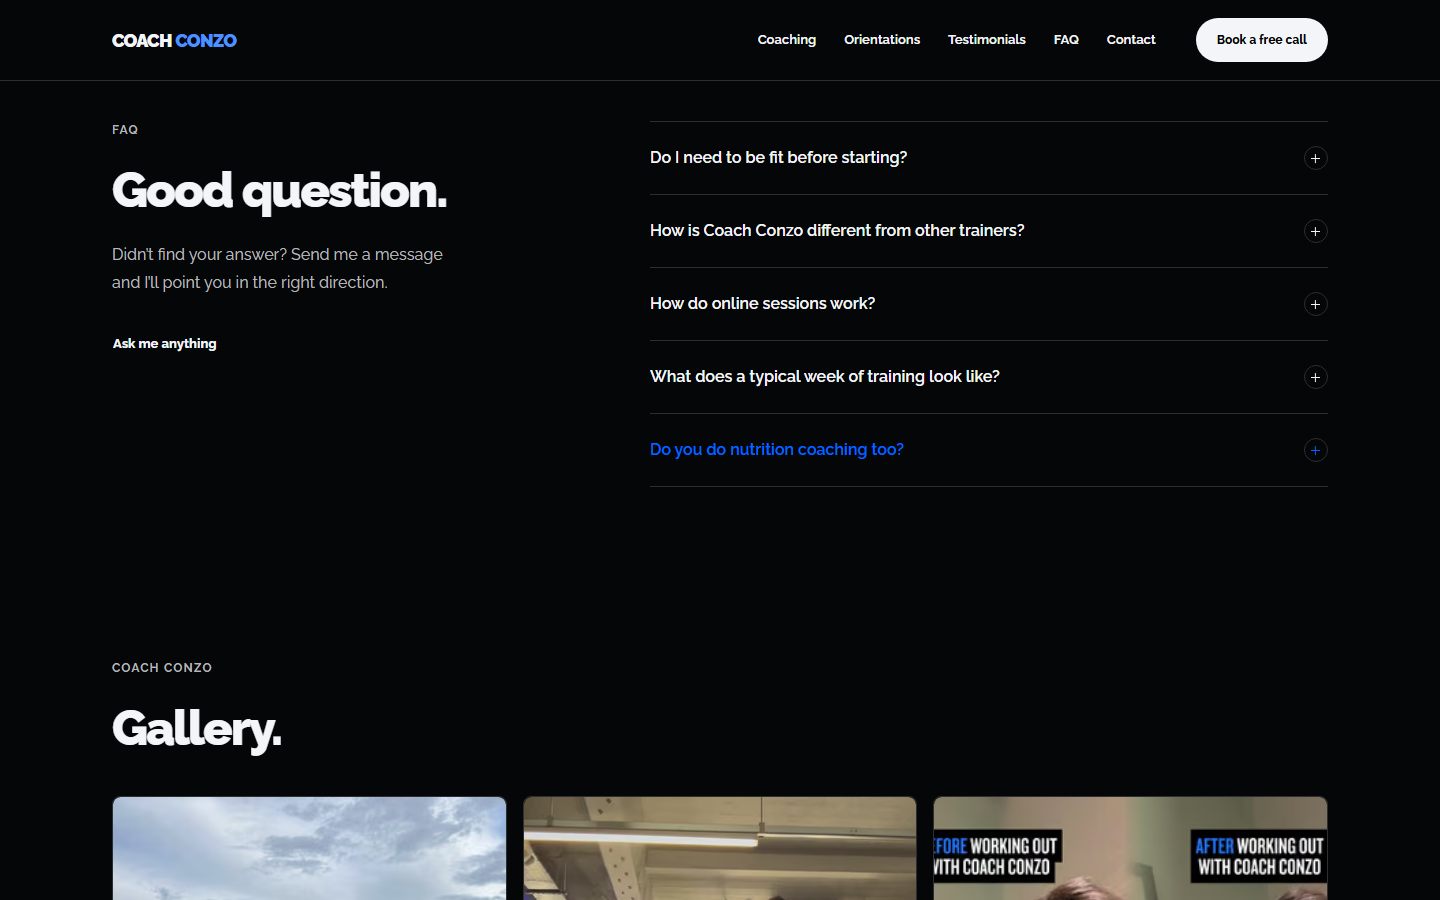 COACH CONZO
Coaching
Orientations
Testimonials
FAQ
Contact
Book a free call
FAQ
Good question.
Didn't find your answer? Send me a message
and I'll point you in the right direction.
Ask me anything
Do I need to be fit before starting?
How is Coach Conzo different from other trainers?
How do online sessions work?
What does a typical week of training look like?
Do you do nutrition coaching too?
COACH CONZO
Gallery.
EFORE WORKING OUT
WITH COACH CONZO
AFTER WORKING OUT
WITH COACH CONZO